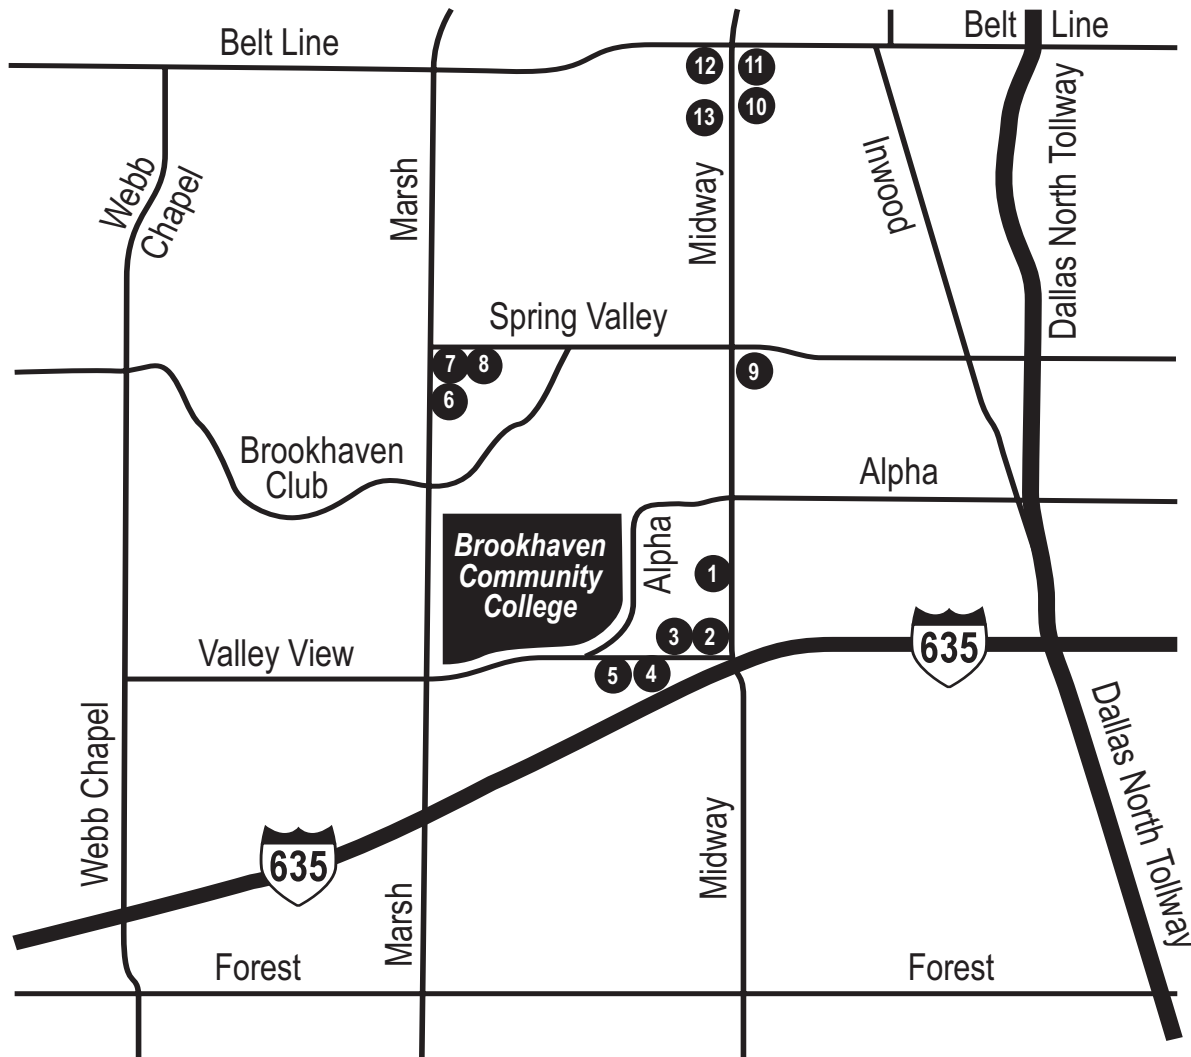 Belt Line
Belt Line
12
11
13
10
Webb
Chapel
Marsh
Midway
Inwood
Dallas North Tollway
Spring Valley
7
8
9
6
Brookhaven
Club
Alpha
Brookhaven
Community
College
Alpha
1
3
2
635
Valley View
5
4
Webb Chapel
Dallas North Tollway
635
Midway
Marsh
Forest
Forest